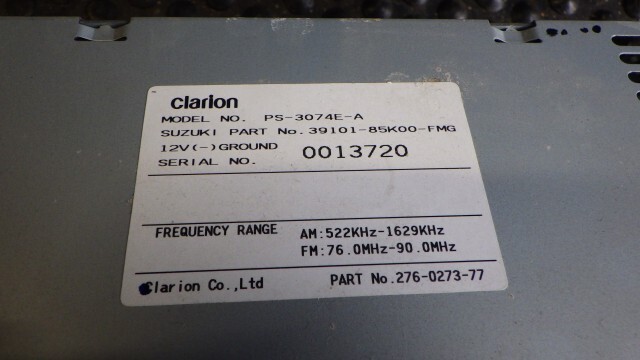 Clarion
MODEL NO. PS-3074E-A
SUZUKI PART No.39101-85K00-FMG
12V(-)GROUND
SERIAL NO. 0013720
FREQUENCY RANGE AM:522KHz-1629KHz
FM:76.0MHz-90.0MHz
Clarion Co.,Ltd PART No.276-0273-77